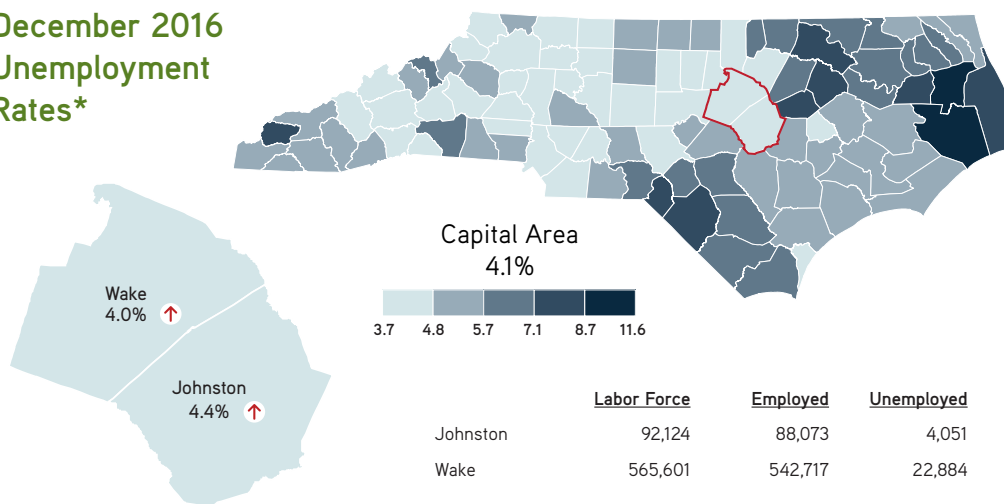 December 2016
Unemployment
Rates*
Capital Area
4.1%
3.7 4.8 5.7 7.1 8.7 11.6
Wake
4.0%
Johnston
4.4%
Labor Force Employed Unemployed
Johnston 92,124 88,073 4,051
Wake 565,601 542,717 22,884